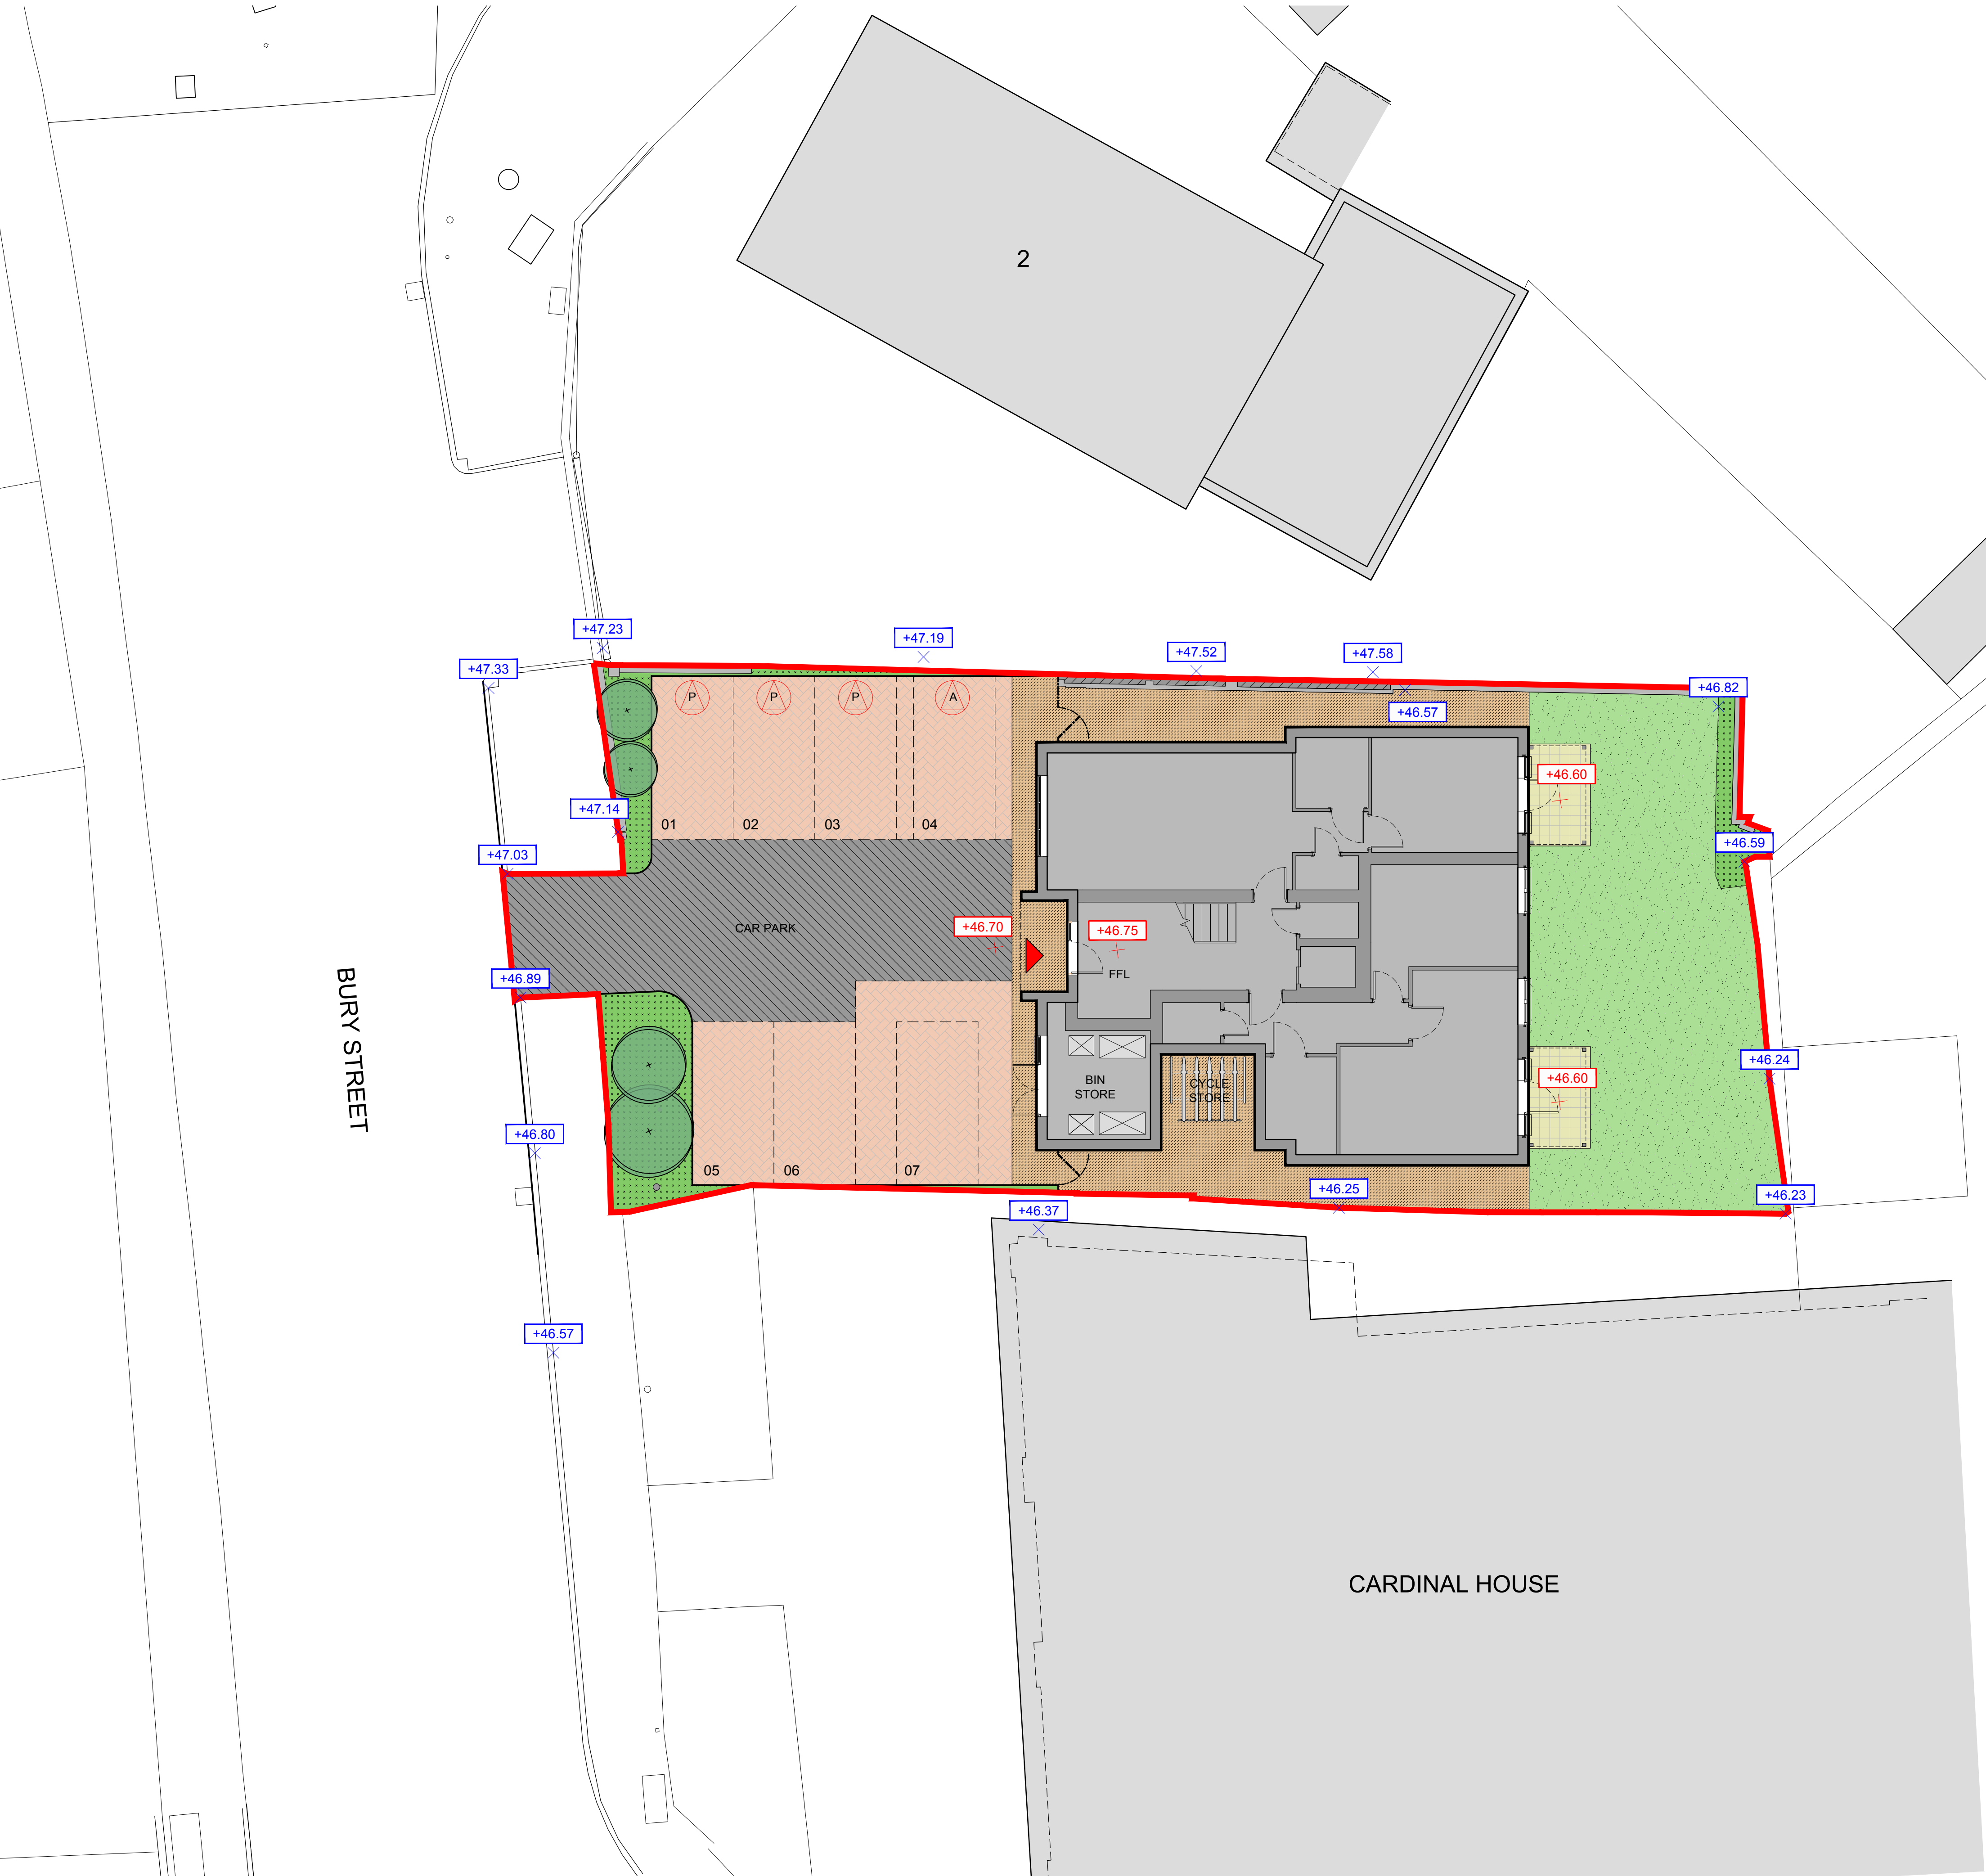 2
+47.23
+47.19
+47.52
+47.58
+47.33
+46.82
+46.57
P
P
P
A
+46.60
+47.14
01
02
03
04
+46.59
+47.03
CAR PARK
+46.70
+46.75
FFL
+46.89
BURY STREET
+46.24
BIN
STORE
CYCLE
STORE
+46.60
+46.80
05
06
07
+46.25
+46.23
+46.37
+46.57
CARDINAL HOUSE